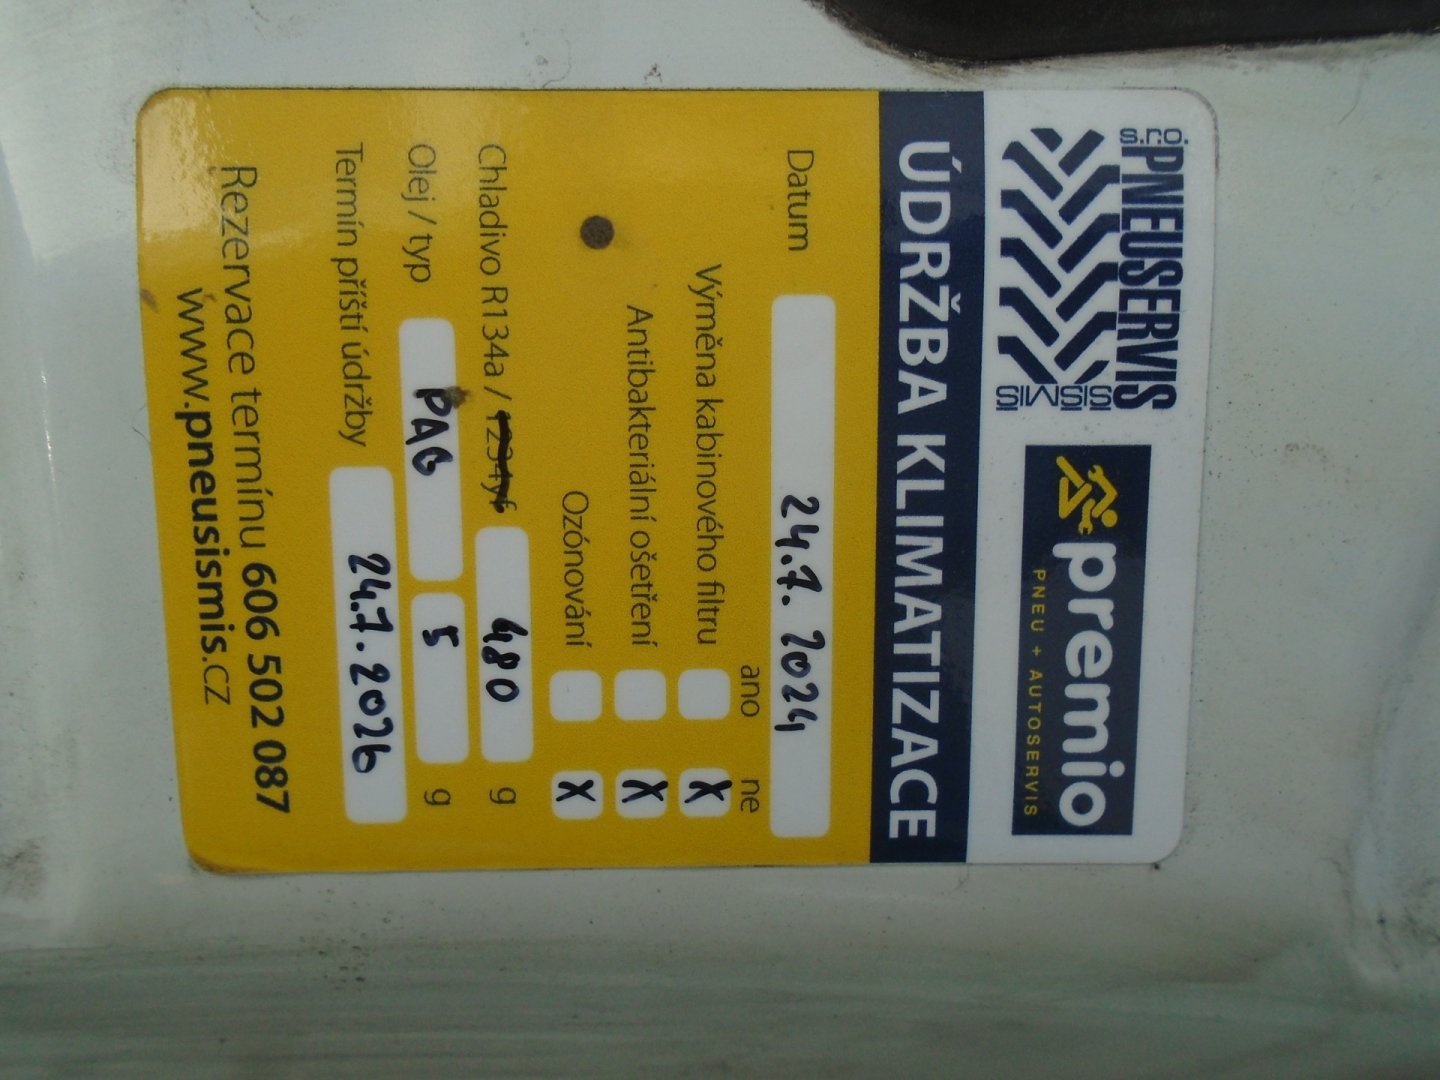 PNEUSERVIS
s.r.o.
SISMIS
premio
PNEU + AUTOSERVIS
ÚDRŽBA KLIMATIZACE
Datum 24.7.2024
ano ne
Výměna kabinového filtru X
Antibakteriální ošetření X
Ozónování X
Chladivo R134a / 1234yf 480 g
Olej / typ PAG 5 g
Termín příští údržby 24.7.2026
Rezervace termínu 606 502 087
www.pneusismis.cz